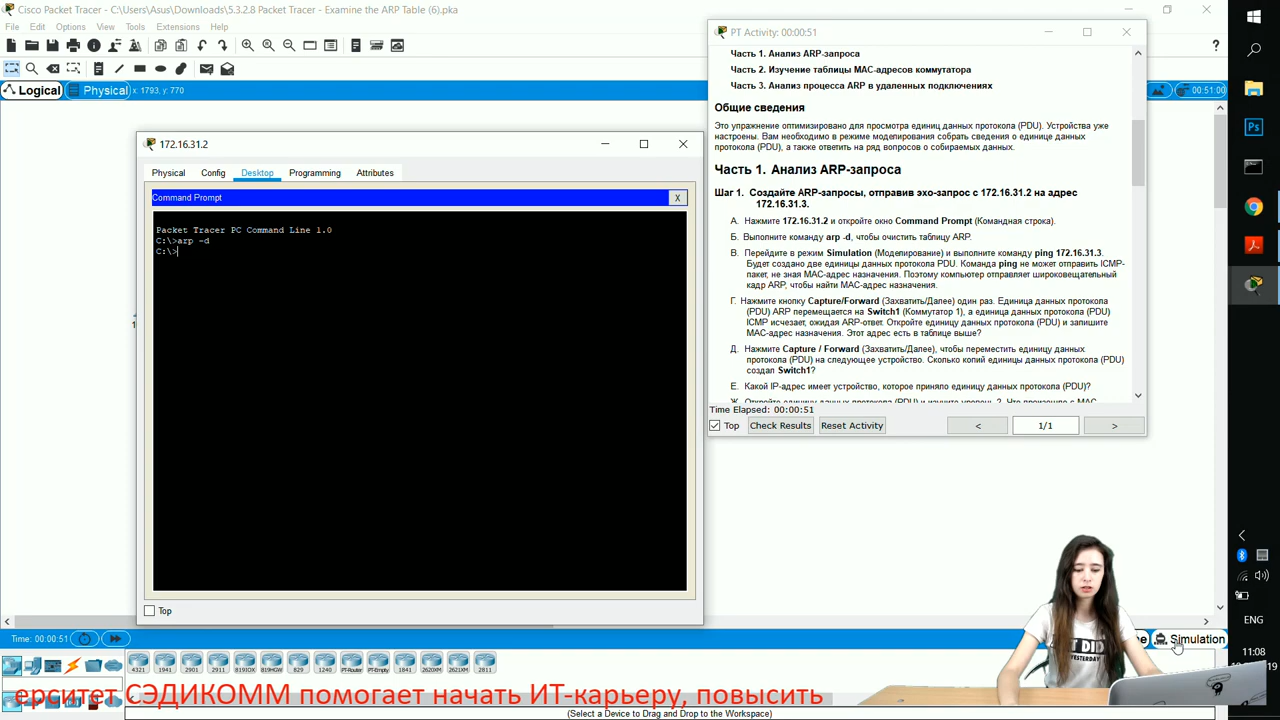 Cisco Packet Tracer - C:\Users\Asus\Downloads\5.3.2.8 Packet Tracer - Examine the ARP Table (6).pka
File Edit Options View Tools Extensions Help
Logical Physical x: 1793, y: 770
00:51:00
PT Activity: 00:00:51
Часть 1. Анализ ARP-запроса
Часть 2. Изучение таблицы MAC-адресов коммутатора
Часть 3. Анализ процесса ARP в удаленных подключениях
Общие сведения
Это упражнение оптимизировано для просмотра единиц данных протокола (PDU). Устройства уже
настроены. Вам необходимо в режиме моделирования собрать сведения о единице данных
протокола (PDU), а также ответить на ряд вопросов о собираемых данных.
Часть 1. Анализ ARP-запроса
Шаг 1. Создайте ARP-запросы, отправив эхо-запрос с 172.16.31.2 на адрес
172.16.31.3.
А. Нажмите 172.16.31.2 и откройте окно Command Prompt (Командная строка).
Б. Выполните команду arp -d, чтобы очистить таблицу ARP.
В. Перейдите в режим Simulation (Моделирование) и выполните команду ping 172.16.31.3.
Будет создано две единицы данных протокола PDU. Команда ping не может отправить ICMP-
пакет, не зная MAC-адрес назначения. Поэтому компьютер отправляет широковещательный
кадр ARP, чтобы найти MAC-адрес назначения.
Г. Нажмите кнопку Capture/Forward (Захватить/Далее) один раз. Единица данных протокола
(PDU) ARP перемещается на Switch1 (Коммутатор 1), а единица данных протокола (PDU)
ICMP исчезает, ожидая ARP-ответ. Откройте единицу данных протокола (PDU) и запишите
MAC-адрес назначения. Этот адрес есть в таблице выше?
Д. Нажмите Capture / Forward (Захватить/Далее), чтобы переместить единицу данных
протокола (PDU) на следующее устройство. Сколько копий единицы данных протокола (PDU)
создал Switch1?
Е. Какой IP-адрес имеет устройство, которое приняло единицу данных протокола (PDU)?
Ж. Откройте единицу данных протокола (PDU) и изучите уровень 2. Что произошло с MAC-
Time Elapsed: 00:00:51
Top Check Results Reset Activity < 1/1 >
172.16.31.2
Physical Config Desktop Programming Attributes
Command Prompt X
Packet Tracer PC Command Line 1.0
C:\>arp -d
C:\>
Top
Time: 00:00:51
Simulation
4321 1941 2901 2911 819IOX 819HGW 829 1240 PT-Router PT-Empty 1841 2620XM 2621XM 2811
ерситет СЭДИКОММ помогает начать ИТ-карьеру, повысить
(Select a Device to Drag and Drop to the Workspace)
I DID
YESTERDAY
ENG
11:08